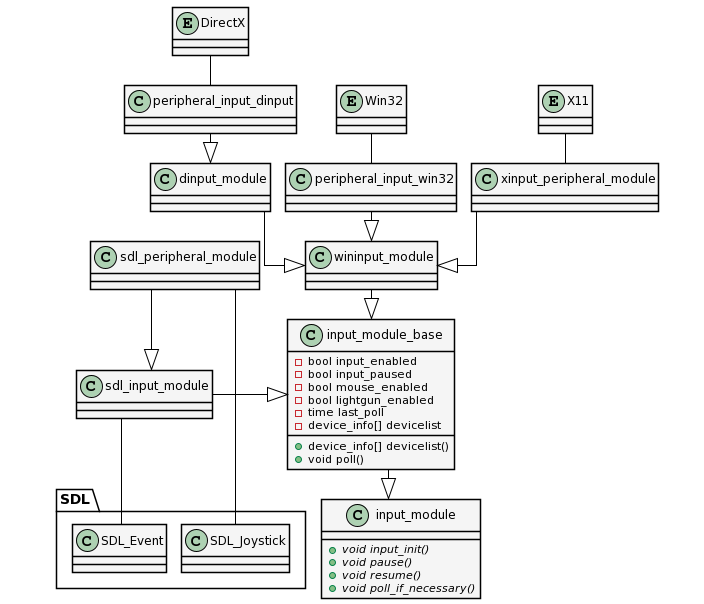 E DirectX
C peripheral_input_dinput
E Win32
E X11
C dinput_module
C peripheral_input_win32
C xinput_peripheral_module
C sdl_peripheral_module
C wininput_module
C input_module_base
bool input_enabled
bool input_paused
bool mouse_enabled
bool lightgun_enabled
time last_poll
device_info[] devicelist
device_info[] devicelist()
void poll()
C sdl_input_module
SDL
C SDL_Event
C SDL_Joystick
C input_module
void input_init()
void pause()
void resume()
void poll_if_necessary()